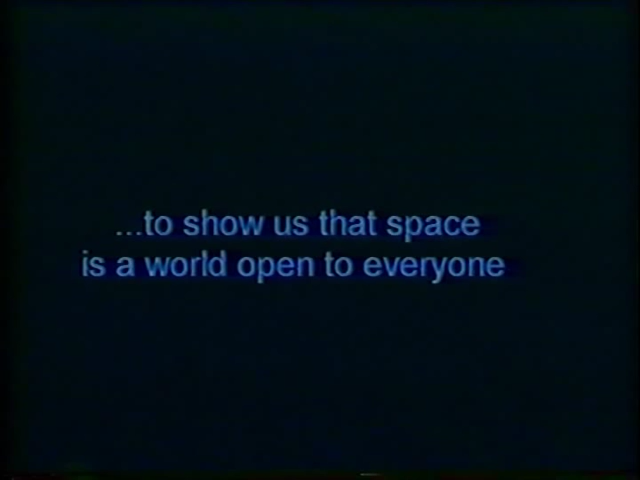 ...to show us that space
is a world open to everyone